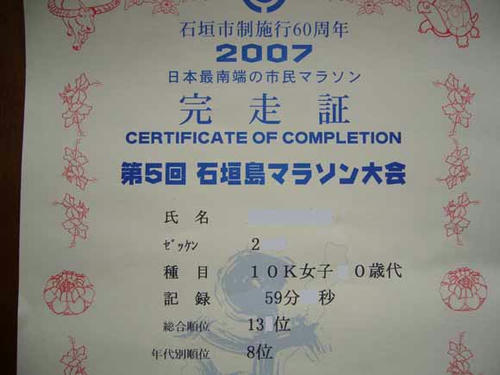 石垣市制施行60周年
2007
日本最南端の市民マラソン
完走証
CERTIFICATE OF COMPLETION
第5回 石垣島マラソン大会
氏名
ｾﾞｯｹﾝ 2
種目 10K女子 0歳代
記録 59分 秒
総合順位 13 位
年代別順位 8位